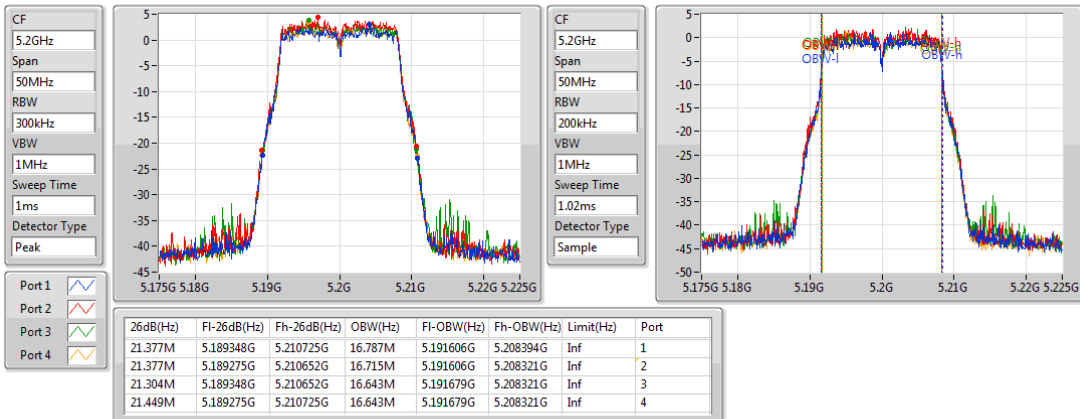 CF
5.2GHz
Span
50MHz
RBW
300kHz
VBW
1MHz
Sweep Time
1ms
Detector Type
Peak
5
0
-5
-10
-15
-20
-25
-30
-35
-40
-45
5.175G 5.18G 5.19G 5.2G 5.21G 5.22G 5.225G
CF
5.2GHz
Span
50MHz
RBW
200kHz
VBW
1MHz
Sweep Time
1.02ms
Detector Type
Sample
5
0
-5
-10
-15
-20
-25
-30
-35
-40
-45
-50
OBW-l
OBW-h
5.175G 5.18G 5.19G 5.2G 5.21G 5.22G 5.225G
Port 1
Port 2
Port 3
Port 4
26dB(Hz) Fl-26dB(Hz) Fh-26dB(Hz) OBW(Hz) Fl-OBW(Hz) Fh-OBW(Hz) Limit(Hz) Port
21.377M 5.189348G 5.210725G 16.787M 5.191606G 5.208394G Inf 1
21.377M 5.189275G 5.210652G 16.715M 5.191606G 5.208321G Inf 2
21.304M 5.189348G 5.210652G 16.643M 5.191679G 5.208321G Inf 3
21.449M 5.189275G 5.210725G 16.643M 5.191679G 5.208321G Inf 4